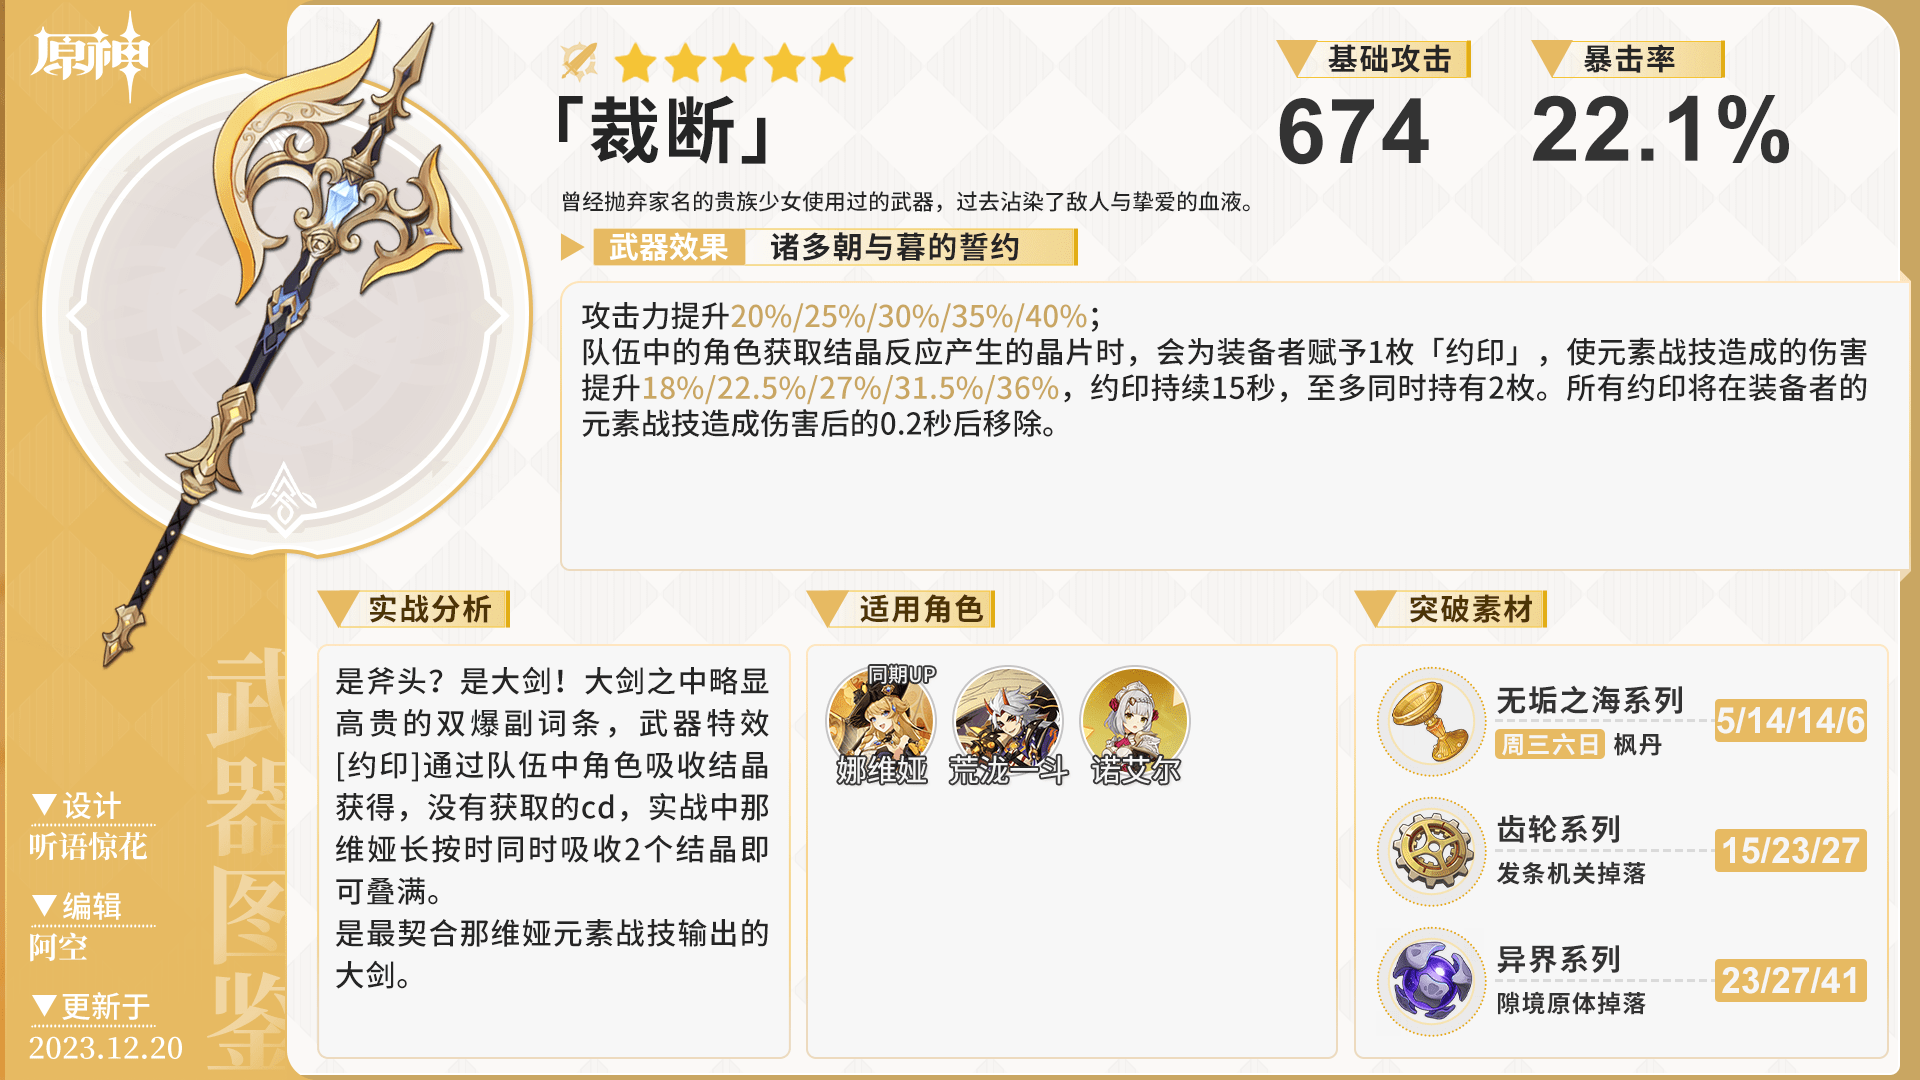 原神
「裁断」
基础攻击
674
暴击率
22.1%
曾经抛弃家名的贵族少女使用过的武器，过去沾染了敌人与挚爱的血液。
武器效果
诸多朝与暮的誓约
攻击力提升20%/25%/30%/35%/40%；
队伍中的角色获取结晶反应产生的晶片时，会为装备者赋予1枚「约印」，使元素战技造成的伤害
提升18%/22.5%/27%/31.5%/36%，约印持续15秒，至多同时持有2枚。所有约印将在装备者的
元素战技造成伤害后的0.2秒后移除。
实战分析
是斧头？是大剑！大剑之中略显
高贵的双爆副词条，武器特效
[约印]通过队伍中角色吸收结晶
获得，没有获取的cd，实战中那
维娅长按时同时吸收2个结晶即
可叠满。
是最契合那维娅元素战技输出的
大剑。
适用角色
同期UP
娜维娅
荒泷一斗
诺艾尔
突破素材
无垢之海系列
周三六日 枫丹
5/14/14/6
齿轮系列
发条机关掉落
15/23/27
异界系列
隙境原体掉落
23/27/41
武器图鉴
▼设计
听语惊花
▼编辑
阿空
▼更新于
2023.12.20